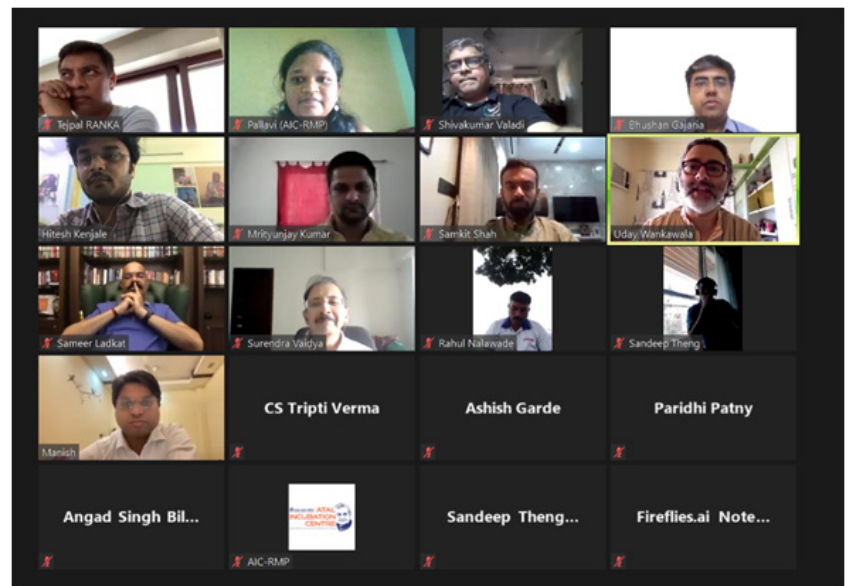 Tejpal RANKA
Pallavi (AIC-RMP)
Shivakumar Valadi
Bhushan Gajaria
Hitesh Kenjale
Mrityunjay Kumar
Samkit Shah
Uday Wankawala
Sameer Ladkat
Surendra Vaidya
Rahul Nalawade
Sandeep Theng
Manish
CS Tripti Verma
Ashish Garde
Paridhi Patny
Angad Singh Bil...
ATAL
INCUBATION
CENTRE
AIC-RMP
Sandeep Theng...
Fireflies.ai Note...